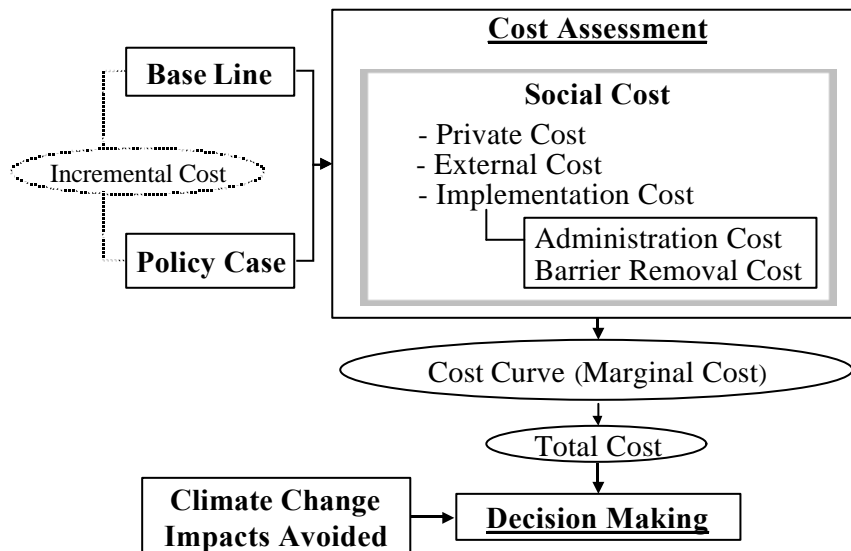 Cost Assessment
Base Line
Social Cost
- Private Cost
- External Cost
- Implementation Cost
Incremental Cost
Administration Cost
Barrier Removal Cost
Policy Case
Cost Curve (Marginal Cost)
Total Cost
Climate Change
Impacts Avoided
Decision Making